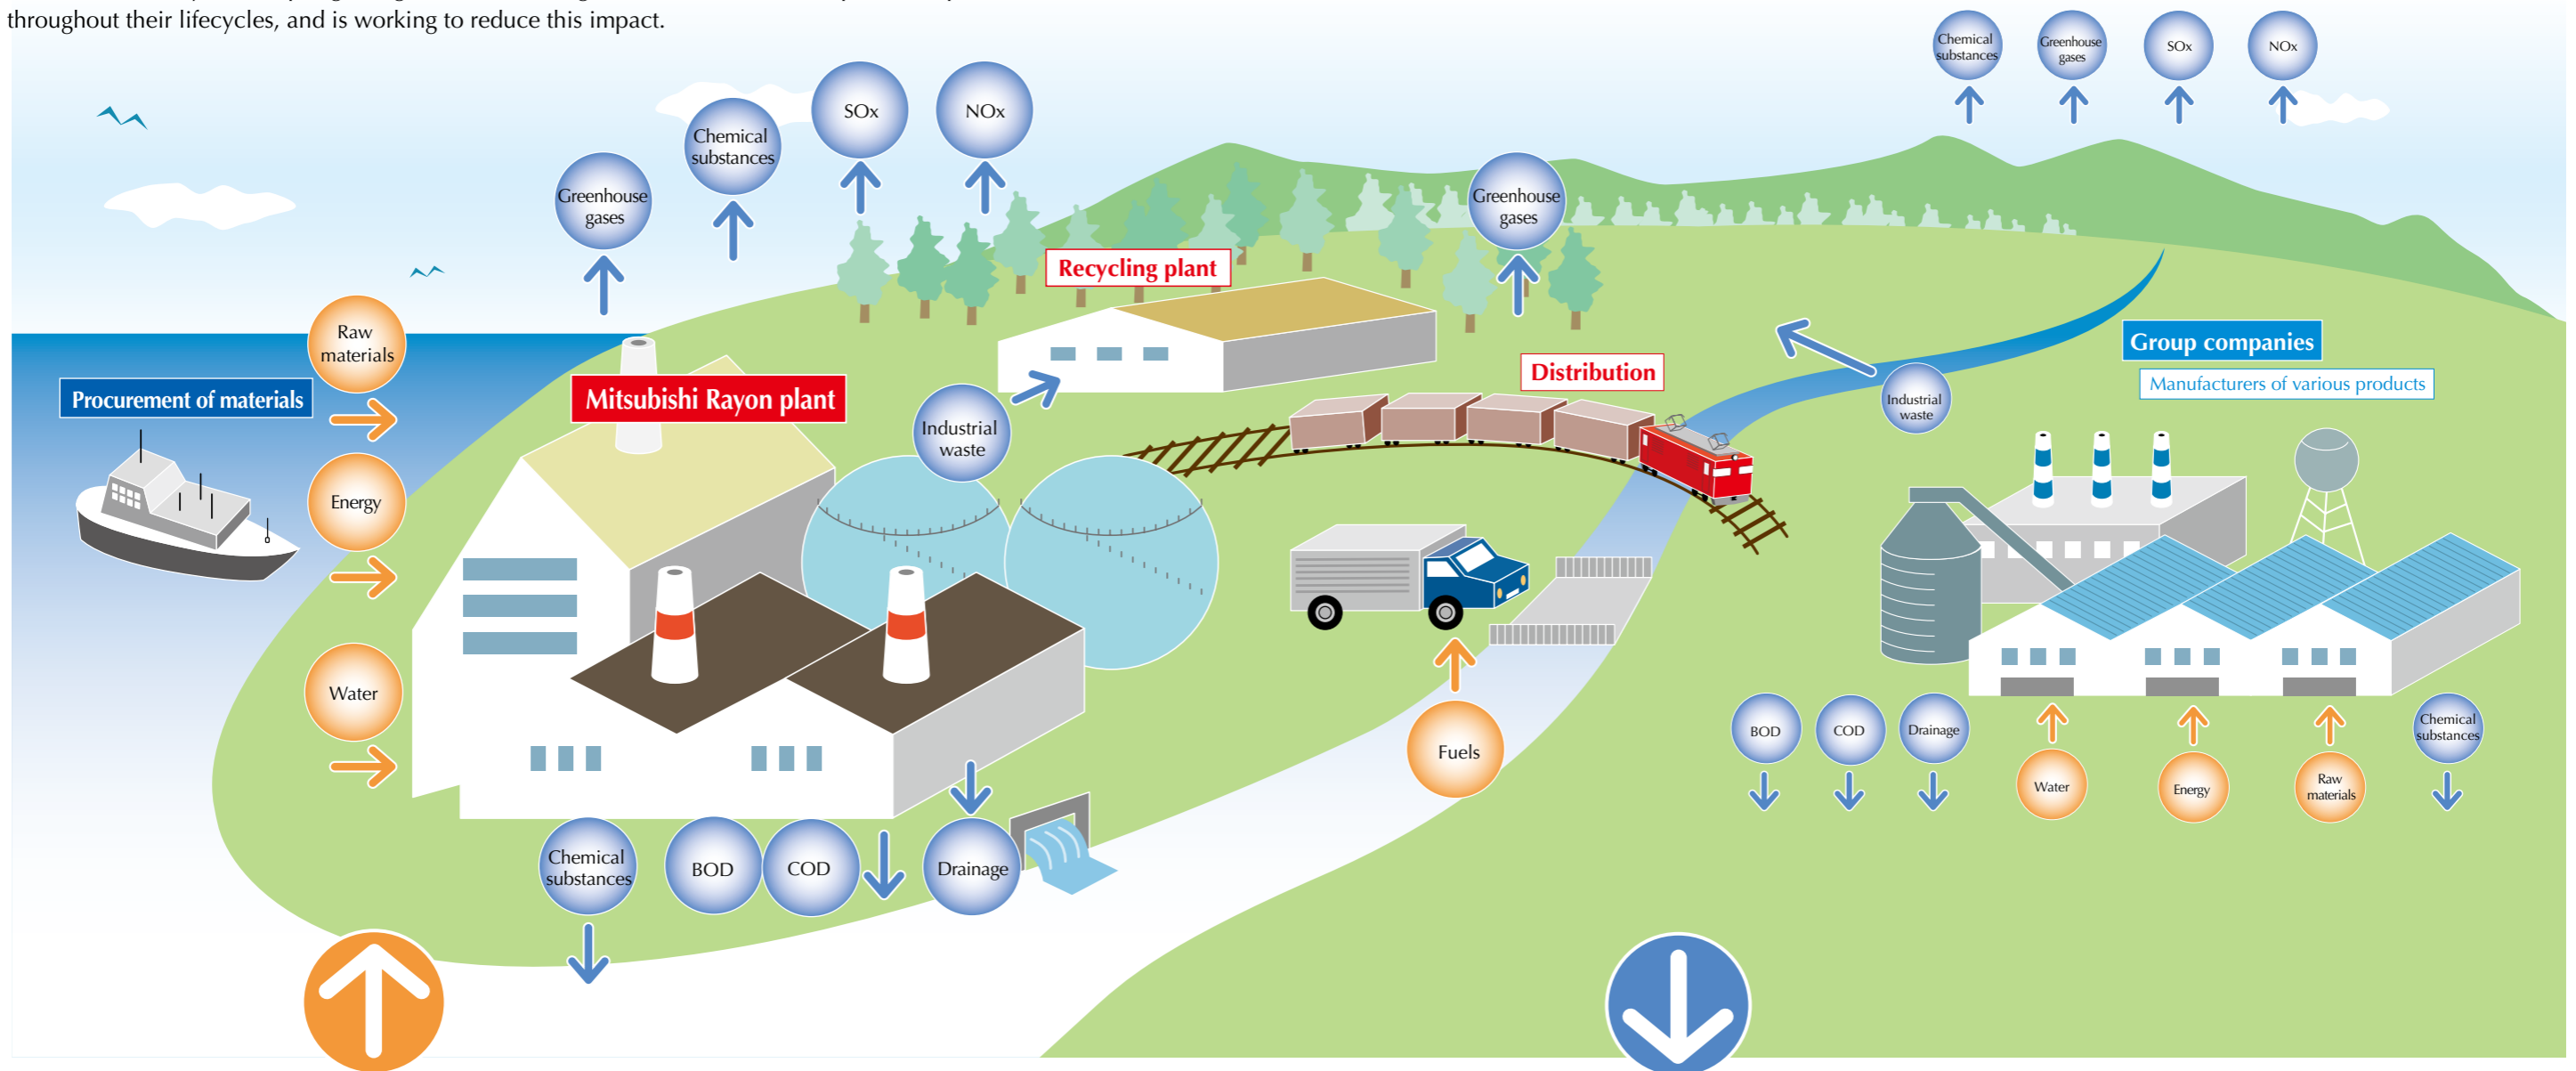 throughout their lifecycles, and is working to reduce this impact.
Chemical
substances
Greenhouse
gases
SOx
NOx
SOx
NOx
Chemical
substances
Greenhouse
gases
Greenhouse
gases
Recycling plant
Raw
materials
Procurement of materials
Mitsubishi Rayon plant
Distribution
Group companies
Manufacturers of various products
Industrial
waste
Industrial
waste
Energy
Water
Fuels
BOD
COD
Drainage
Water
Energy
Raw
materials
Chemical
substances
Chemical
substances
BOD
COD
Drainage